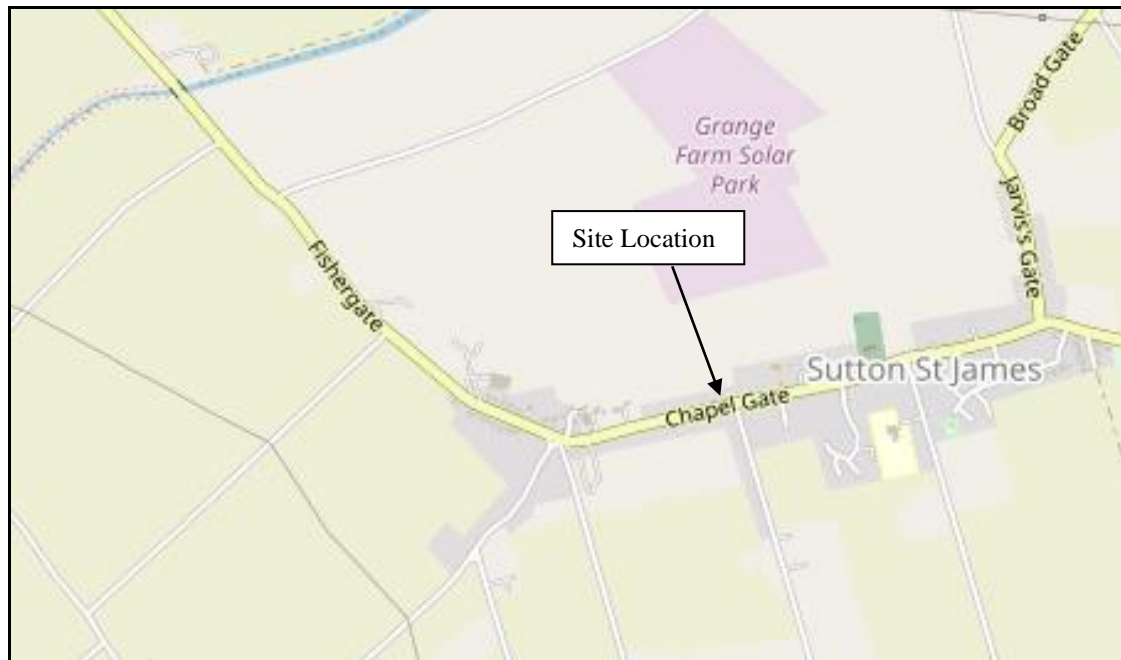 Broad Gate
Grange
Farm Solar
Park
Jarvis's Gate
Site Location
Fishergate
Sutton St James
Chapel Gate